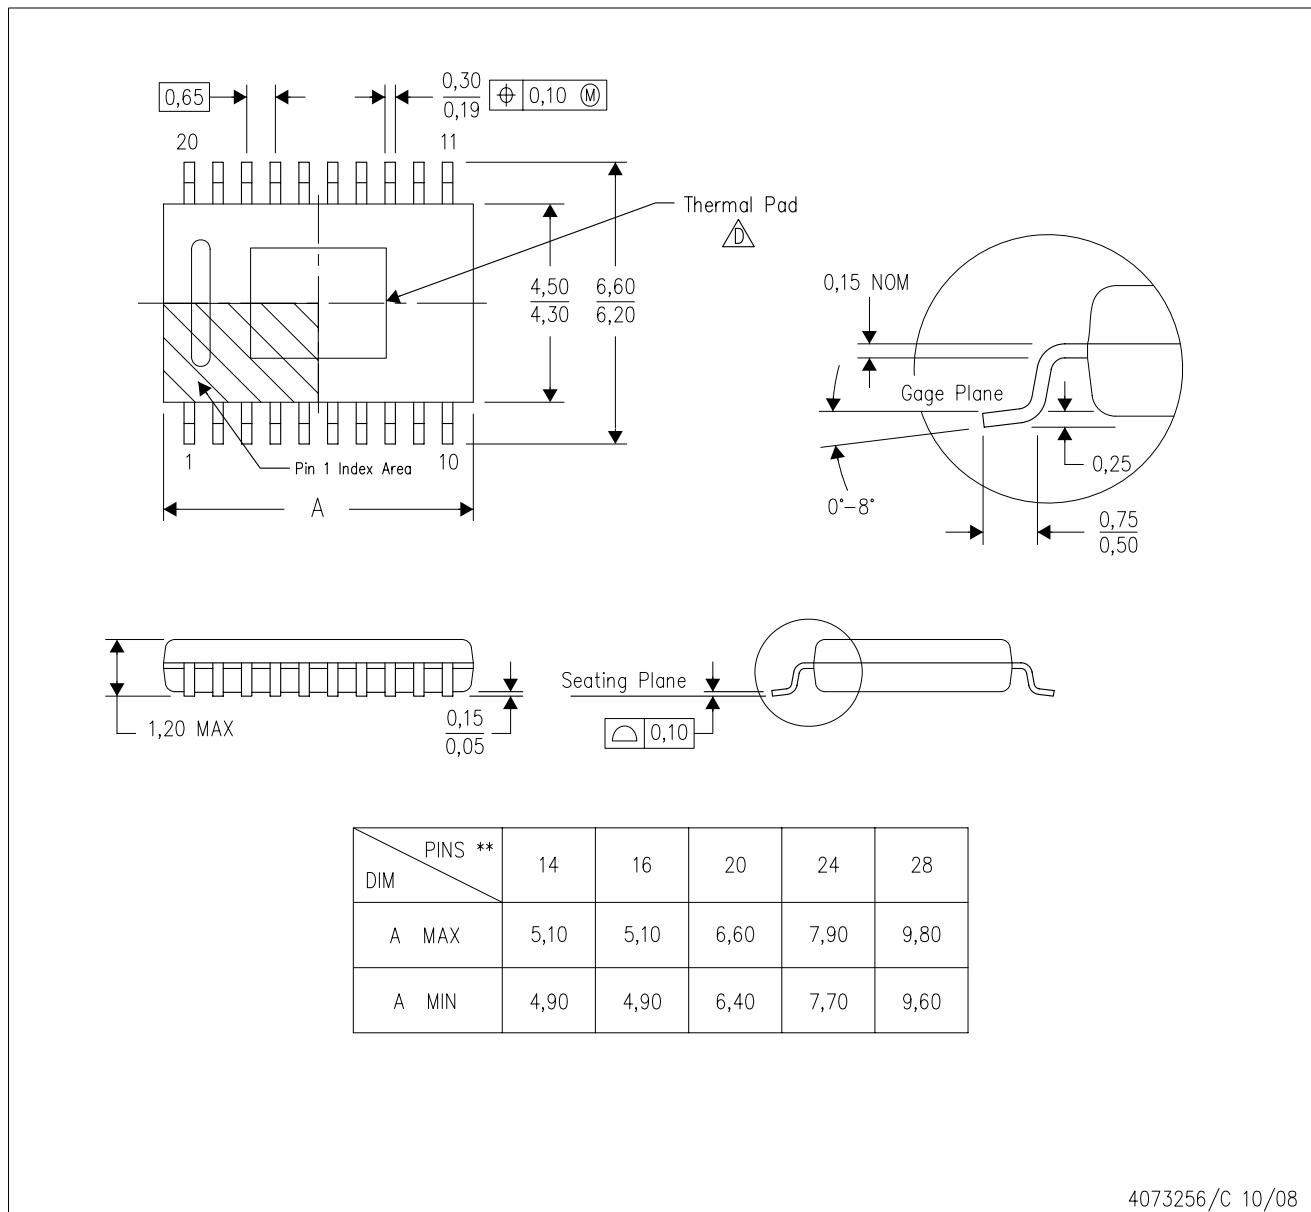 0,65
0,30
0,19
0,10 Ⓜ
20
11
Thermal Pad
D
4,50
4,30
6,60
6,20
1
10
Pin 1 Index Area
A
0,15 NOM
Gage Plane
0,25
0°–8°
0,75
0,50
1,20 MAX
0,15
0,05
Seating Plane
0,10
PINS **
DIM
14 16 20 24 28
A MAX 5,10 5,10 6,60 7,90 9,80
A MIN 4,90 4,90 6,40 7,70 9,60
4073256/C 10/08